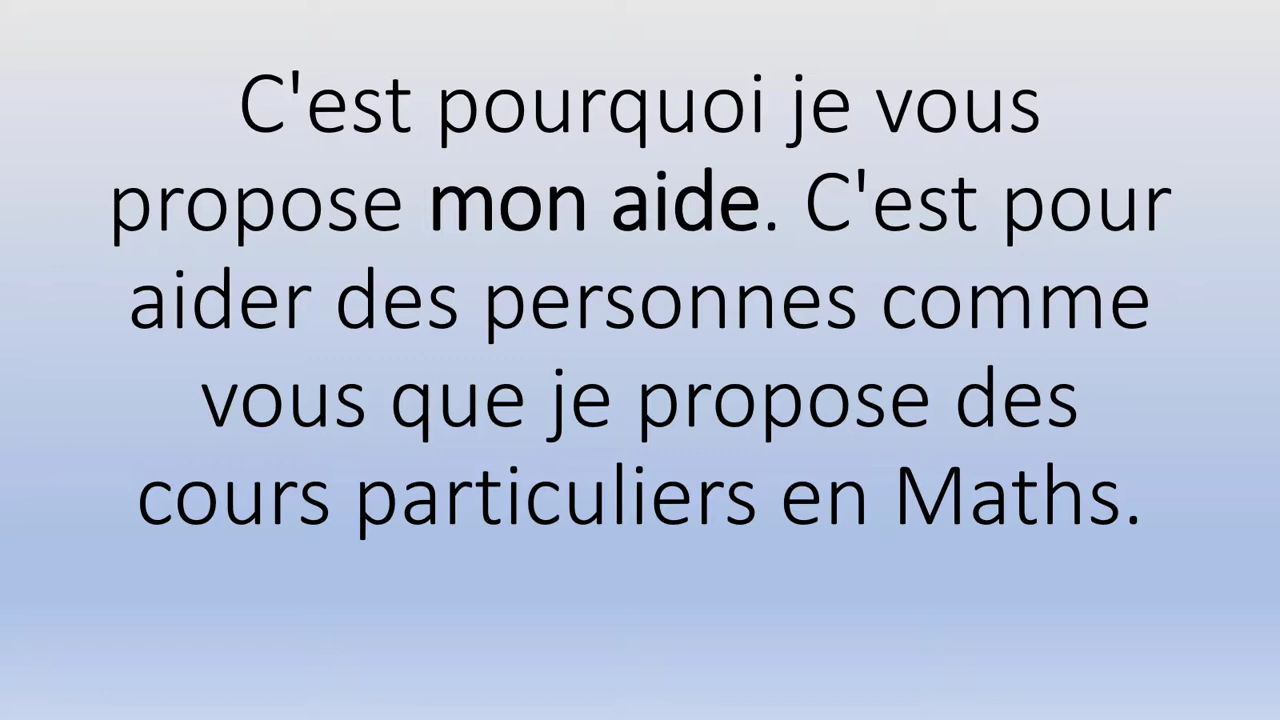 C'est pourquoi je vous
propose mon aide. C'est pour
aider des personnes comme
vous que je propose des
cours particuliers en Maths.